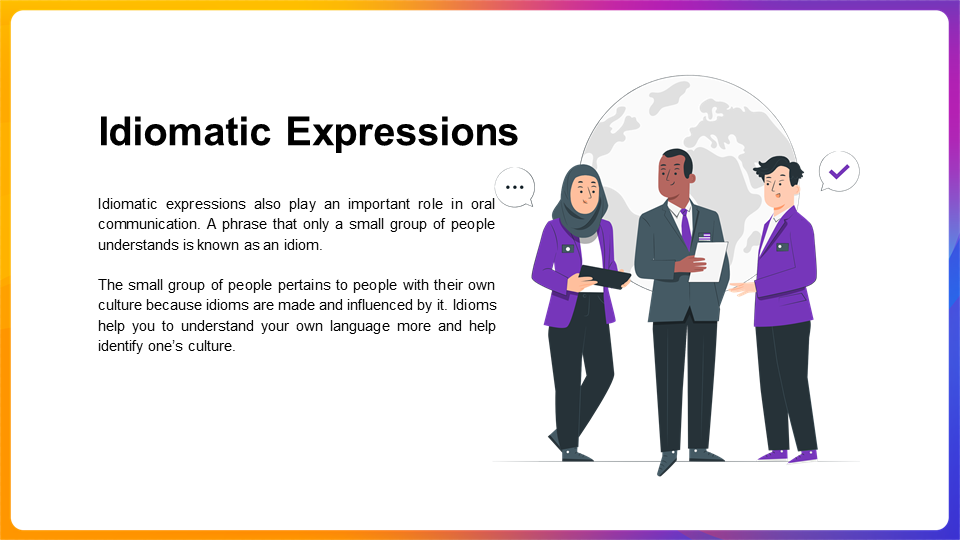 Idiomatic Expressions
Idiomatic expressions also play an important role in oral
communication. A phrase that only a small group of people
understands is known as an idiom.
The small group of people pertains to people with their own
culture because idioms are made and influenced by it. Idioms
help you to understand your own language more and help
identify one’s culture.